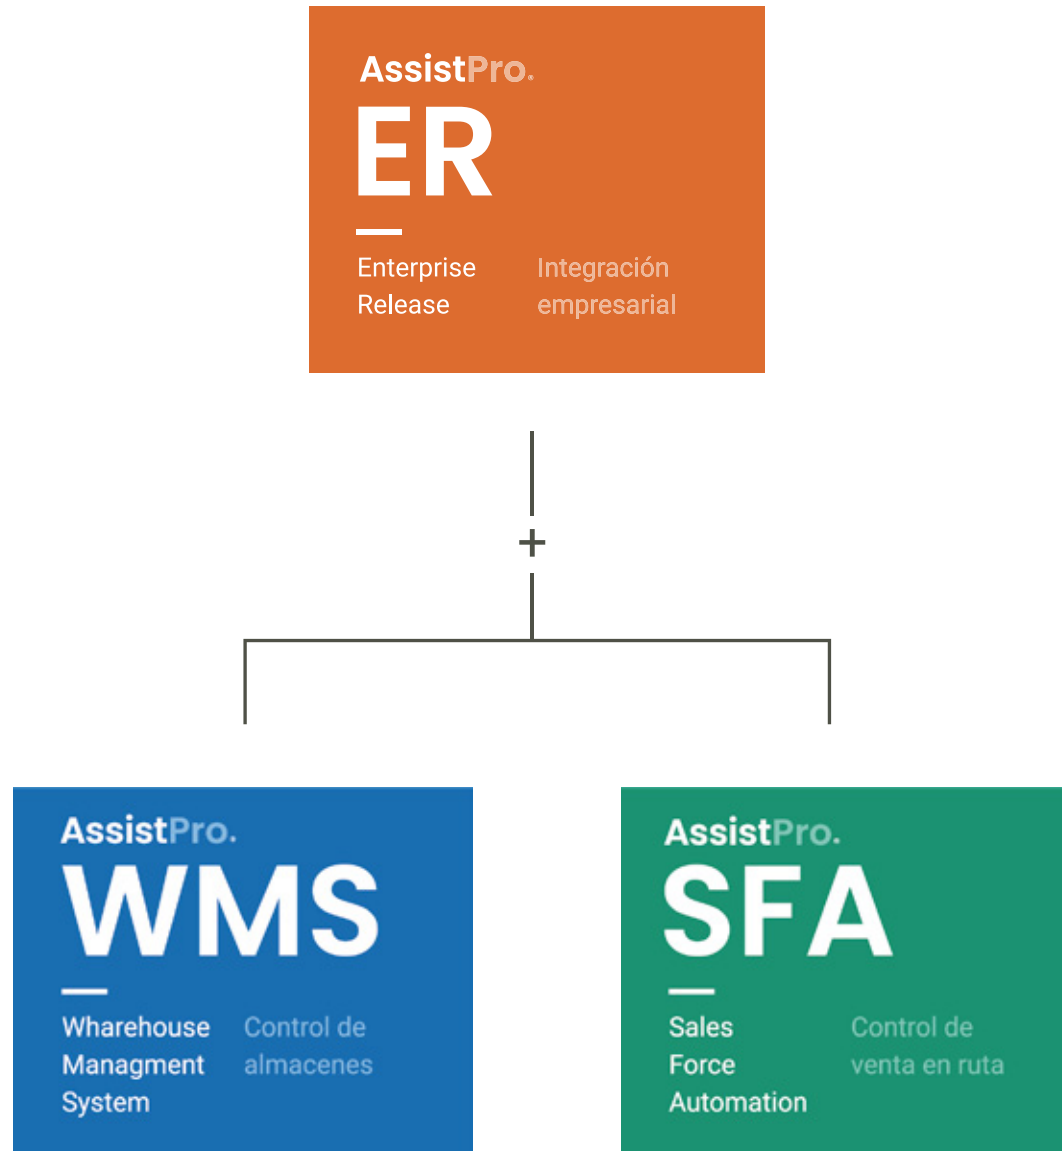 AssistPro.®
ER
Enterprise Integración
Release empresarial
+
AssistPro.
WMS
Wharehouse Control de
Managment almacenes
System
AssistPro.
SFA
Sales Control de
Force venta en ruta
Automation